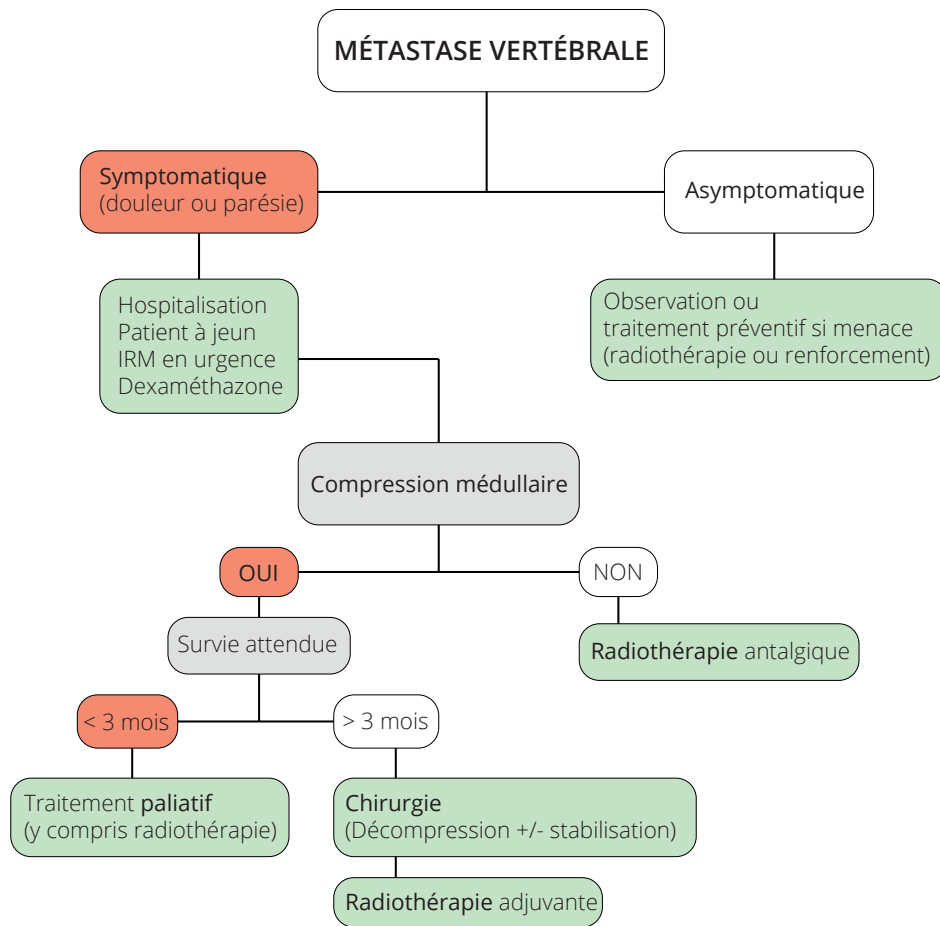 MÉTASTASE VERTÉBRALE
Symptomatique
(douleur ou parésie)
Asymptomatique
Hospitalisation
Patient à jeun
IRM en urgence
Dexaméthazone
Observation ou
traitement préventif si menace
(radiothérapie ou renforcement)
Compression médullaire
OUI
NON
Survie attendue
Radiothérapie antalgique
< 3 mois
> 3 mois
Traitement paliatif
(y compris radiothérapie)
Chirurgie
(Décompression +/- stabilisation)
Radiothérapie adjuvante